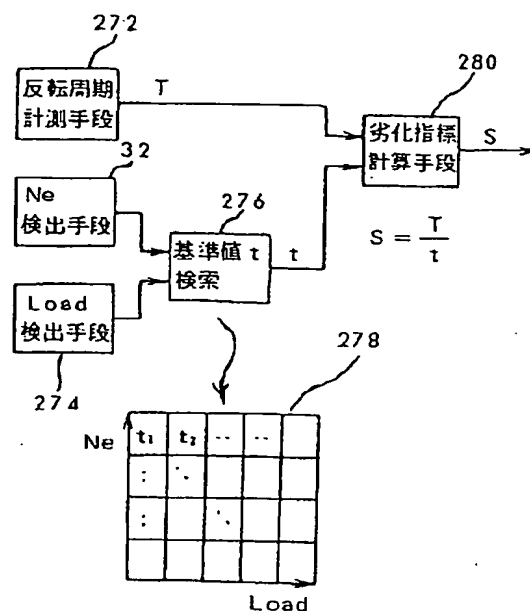 272
反転周期
計測手段
T
280
劣化指標
計算手段
S
32
Ne
検出手段
276
基準値 t
検索
t
S = T/t
Load
検出手段
274
278
Ne
t₁ t₂ ‥ ‥
: ⋱
: ⋱
Load